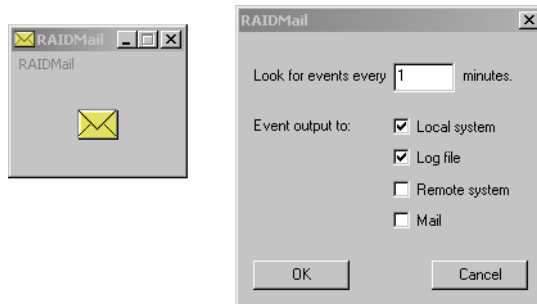 RAIDMail
RAIDMail
RAIDMail
Look for events every 1 minutes.
Event output to: Local system
Log file
Remote system
Mail
OK Cancel